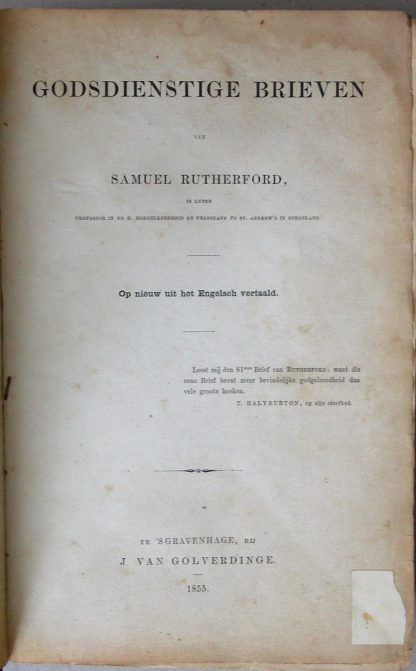 GODSDIENSTIGE BRIEVEN
VAN
SAMUEL RUTHERFORD,
IN LEVEN
PROFESSOR IN DE H. GODGELEERDHEID EN PREDIKANT TE ST. ANDREW'S IN SCHOTLAND.
Op nieuw uit het Engelsch vertaald.
Leest mij den 81sten Brief van RUTHERFORD: want die
eene Brief bevat meer bevindelijke godgeleerdheid dan
vele groote boeken.
T. HALYBURTON, op zijn sterfbed.
TE 'SGRAVENHAGE, BIJ
J. VAN GOLVERDINGE.
1855.